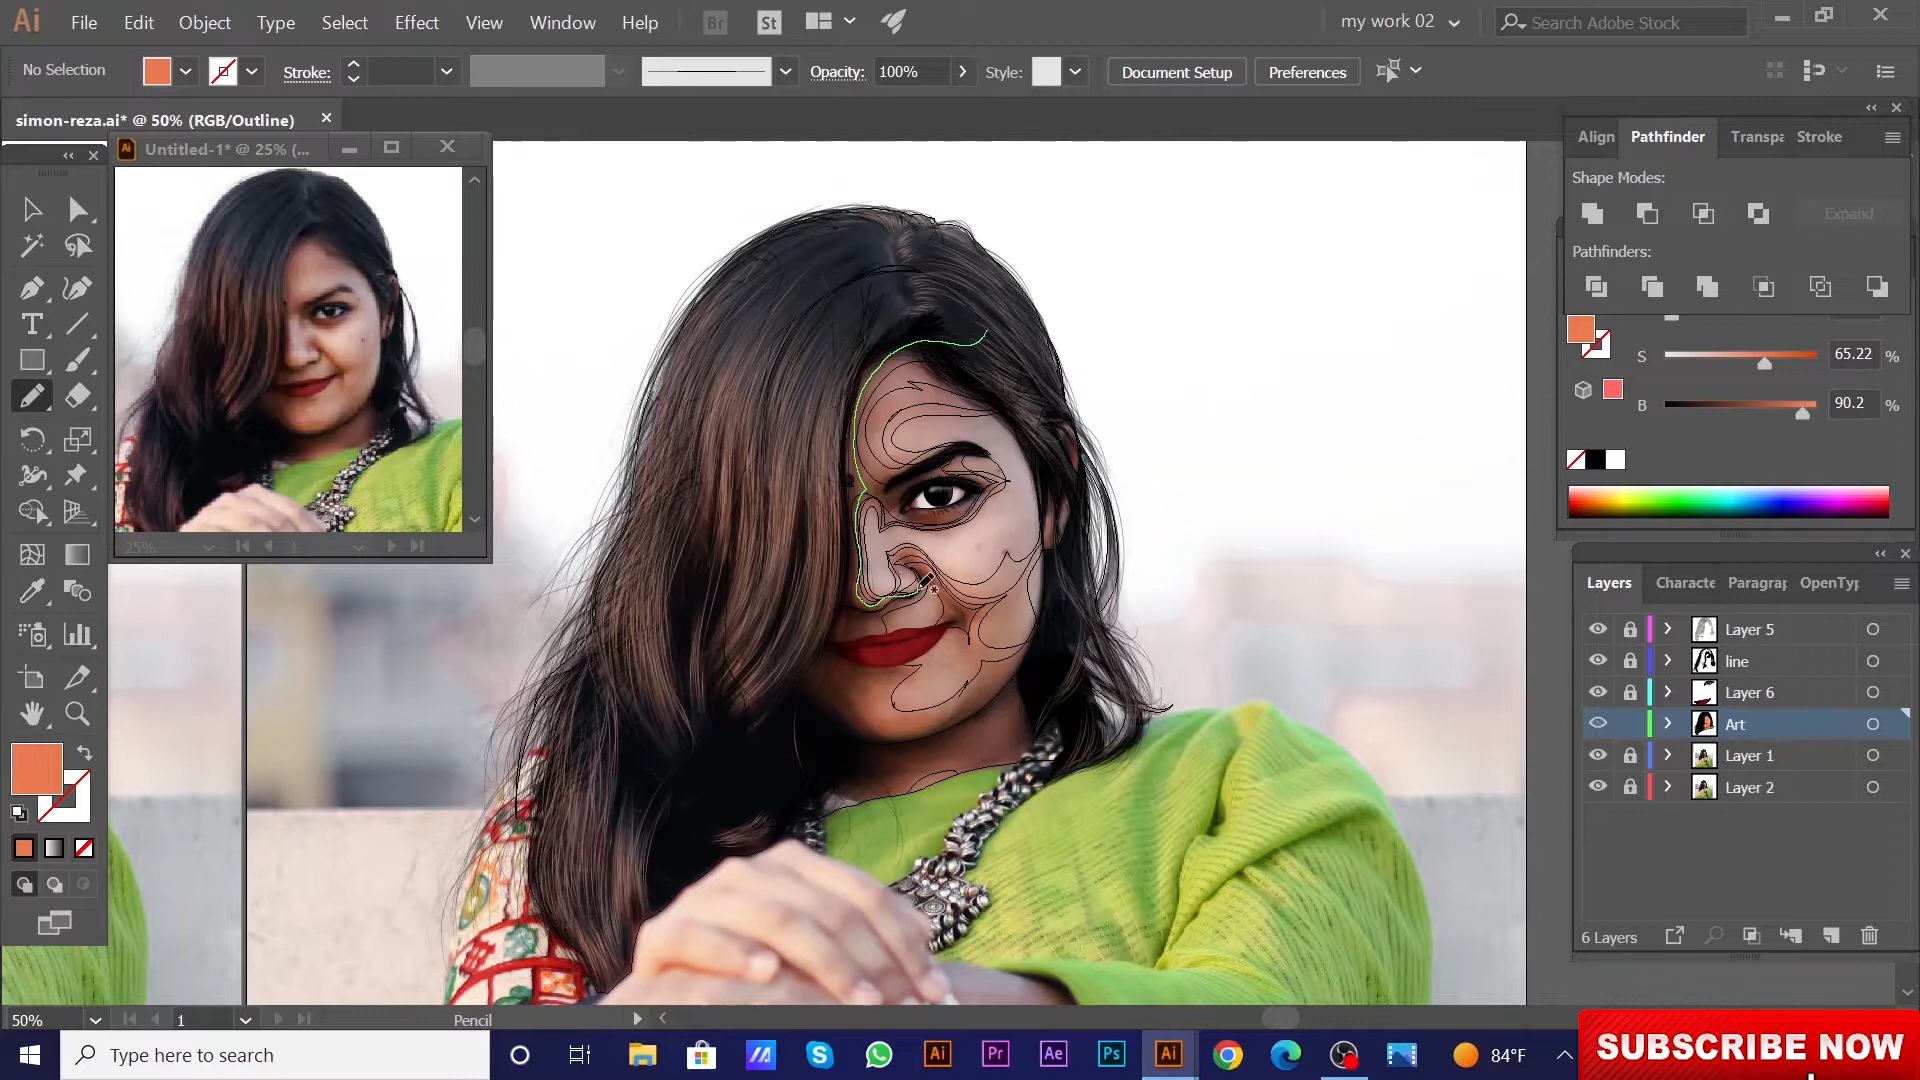 Ai File Edit Object Type Select Effect View Window Help Br St my work 02 Search Adobe Stock
No Selection Stroke: Opacity: 100% Style: Document Setup Preferences
simon-reza.ai* @ 50% (RGB/Outline)
Untitled-1* @ 25% (...
Align Pathfinder Transpa Stroke
Shape Modes:
Expand
Pathfinders:
S 65.22 %
B 90.2 %
25% 1
Layers Characte Paragrap OpenTyp
Layer 5
line
Layer 6
Art
Layer 1
Layer 2
6 Layers
50% 1 Pencil
Type here to search Ai Pr Ae Ps Ai 84°F
SUBSCRIBE NOW